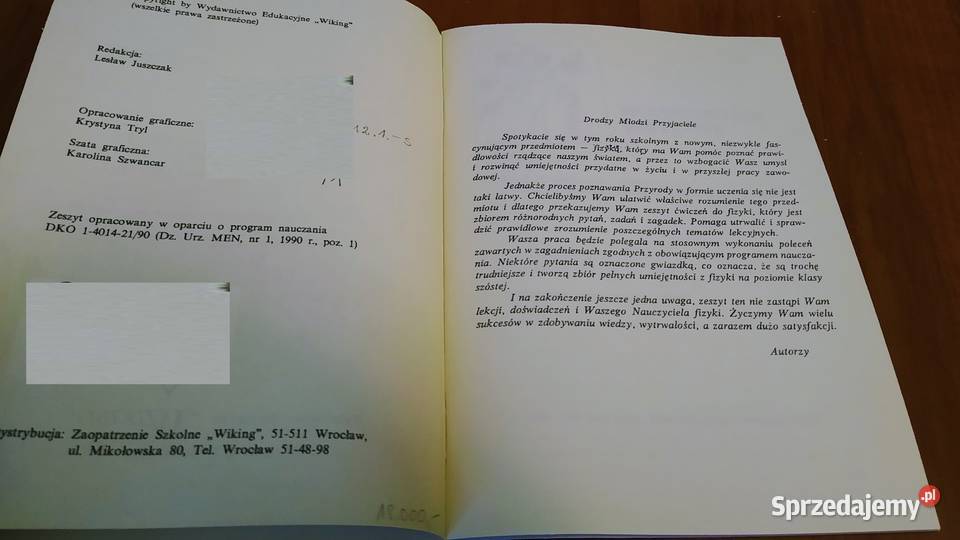 yright by Wydawnictwo Edukacyjne „Wiking”
(wszelkie prawa zastrzeżone)
Redakcja:
Lesław Juszczak
Opracowanie graficzne:
Krystyna Tryl
Szata graficzna:
Karolina Szwancar
12.1.-5
Zeszyt opracowany w oparciu o program nauczania
DKO 1-4014-21/90 (Dz. Urz. MEN, nr 1, 1990 r., poz. 1)
ystrybucja: Zaopatrzenie Szkolne „Wiking”, 51-511 Wrocław,
ul. Mikołowska 80, Tel. Wrocław 51-48-98
Drodzy Młodzi Przyjaciele
Spotykacie się w tym roku szkolnym z nowym, niezwykle fas-
cynującym przedmiotem — fizyką, który ma Wam pomóc poznać prawi-
dłowości rządzące naszym światem, a przez to wzbogacić Wasz umysł
i rozwinąć umiejętności przydatne w życiu i w przyszłej pracy zawo-
dowej.
Jednakże proces poznawania Przyrody w formie uczenia się nie jest
taki łatwy. Chcielibyśmy Wam ułatwić właściwe rozumienie tego przed-
miotu i dlatego przekazujemy Wam zeszyt ćwiczeń do fizyki, który jest
zbiorem różnorodnych pytań, zadań i zagadek. Pomaga utrwalić i spraw-
dzić prawidłowe zrozumienie poszczególnych tematów lekcyjnych.
Wasza praca będzie polegała na stosownym wykonaniu poleceń
zawartych w zagadnieniach zgodnych z obowiązującym programem naucza-
nia. Niektóre pytania są oznaczone gwiazdką, co oznacza, że są trochę
trudniejsze i tworzą zbiór pełnych umiejętności z fizyki na poziomie klasy
szóstej.
I na zakończenie jeszcze jedna uwaga, zeszyt ten nie zastąpi Wam
lekcji, doświadczeń i Waszego Nauczyciela fizyki. Życzymy Wam wielu
sukcesów w zdobywaniu wiedzy, wytrwałości, a zarazem dużo satysfakcji.
Autorzy
Sprzedajemy.pl